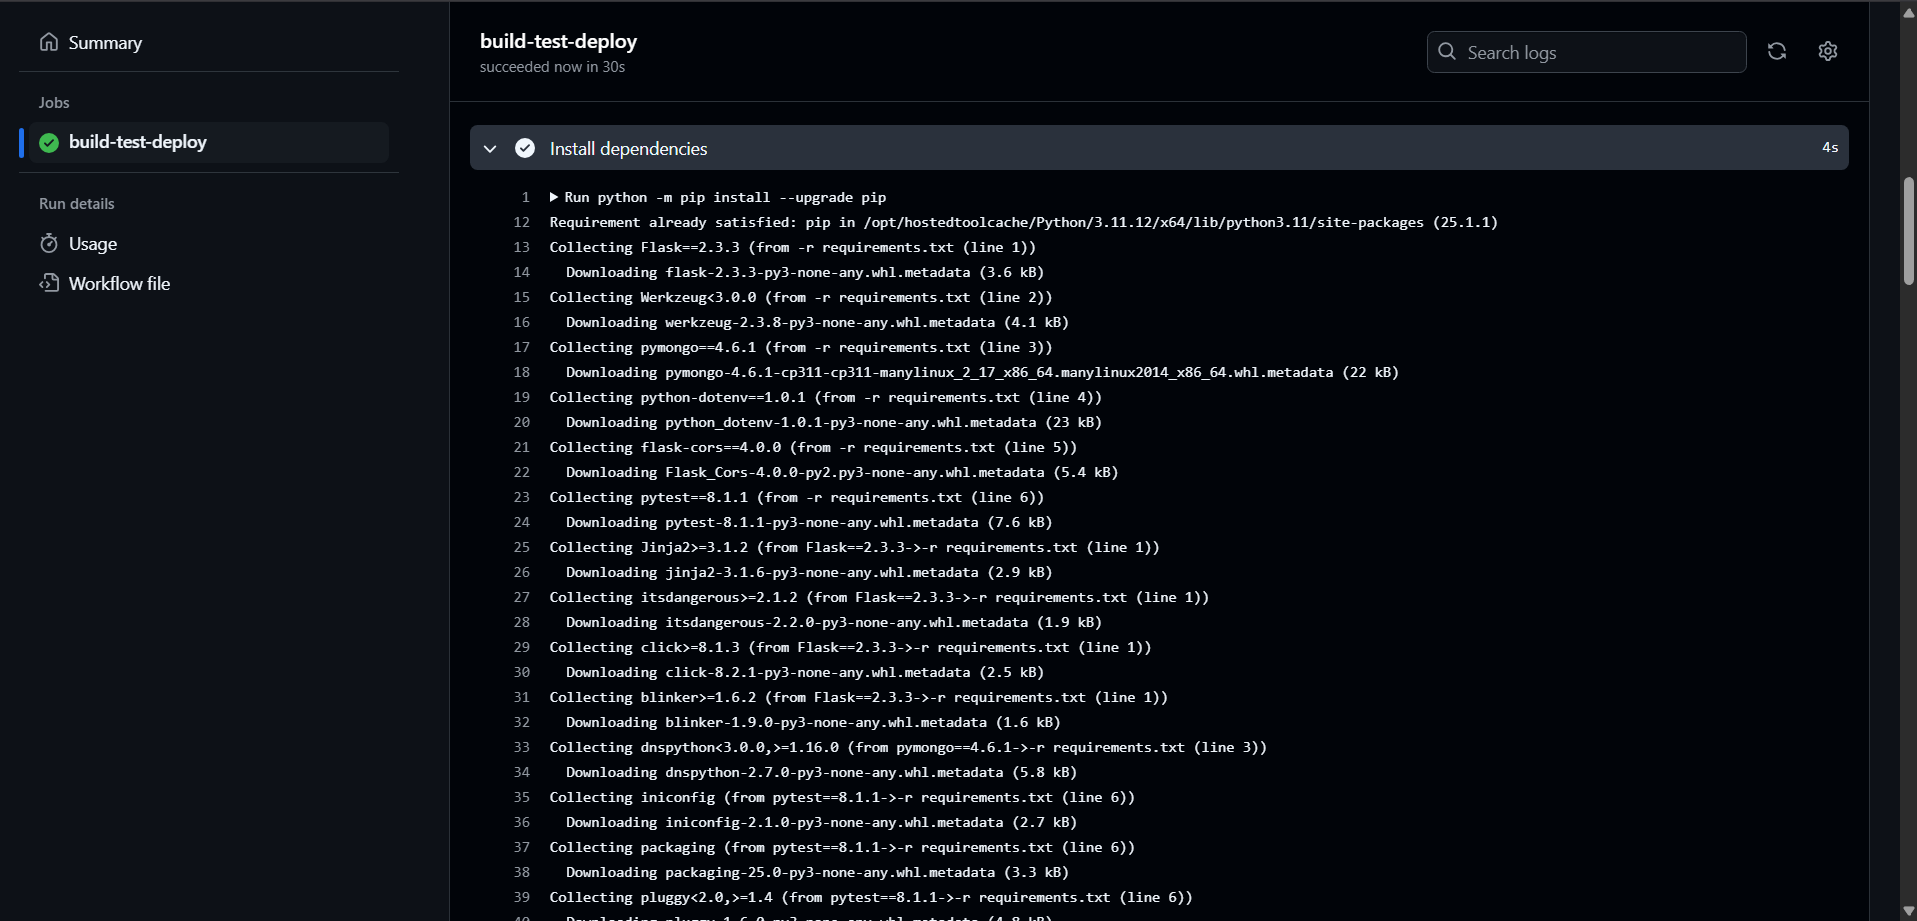 Summary
Jobs
build-test-deploy
Run details
Usage
Workflow file
build-test-deploy
succeeded now in 30s
Search logs
Install dependencies
4s
1 Run python -m pip install --upgrade pip
12 Requirement already satisfied: pip in /opt/hostedtoolcache/Python/3.11.12/x64/lib/python3.11/site-packages (25.1.1)
13 Collecting Flask==2.3.3 (from -r requirements.txt (line 1))
14 Downloading flask-2.3.3-py3-none-any.whl.metadata (3.6 kB)
15 Collecting Werkzeug<3.0.0 (from -r requirements.txt (line 2))
16 Downloading werkzeug-2.3.8-py3-none-any.whl.metadata (4.1 kB)
17 Collecting pymongo==4.6.1 (from -r requirements.txt (line 3))
18 Downloading pymongo-4.6.1-cp311-cp311-manylinux_2_17_x86_64.manylinux2014_x86_64.whl.metadata (22 kB)
19 Collecting python-dotenv==1.0.1 (from -r requirements.txt (line 4))
20 Downloading python_dotenv-1.0.1-py3-none-any.whl.metadata (23 kB)
21 Collecting flask-cors==4.0.0 (from -r requirements.txt (line 5))
22 Downloading Flask_Cors-4.0.0-py2.py3-none-any.whl.metadata (5.4 kB)
23 Collecting pytest==8.1.1 (from -r requirements.txt (line 6))
24 Downloading pytest-8.1.1-py3-none-any.whl.metadata (7.6 kB)
25 Collecting Jinja2>=3.1.2 (from Flask==2.3.3->-r requirements.txt (line 1))
26 Downloading jinja2-3.1.6-py3-none-any.whl.metadata (2.9 kB)
27 Collecting itsdangerous>=2.1.2 (from Flask==2.3.3->-r requirements.txt (line 1))
28 Downloading itsdangerous-2.2.0-py3-none-any.whl.metadata (1.9 kB)
29 Collecting click>=8.1.3 (from Flask==2.3.3->-r requirements.txt (line 1))
30 Downloading click-8.2.1-py3-none-any.whl.metadata (2.5 kB)
31 Collecting blinker>=1.6.2 (from Flask==2.3.3->-r requirements.txt (line 1))
32 Downloading blinker-1.9.0-py3-none-any.whl.metadata (1.6 kB)
33 Collecting dnspython<3.0.0,>=1.16.0 (from pymongo==4.6.1->-r requirements.txt (line 3))
34 Downloading dnspython-2.7.0-py3-none-any.whl.metadata (5.8 kB)
35 Collecting iniconfig (from pytest==8.1.1->-r requirements.txt (line 6))
36 Downloading iniconfig-2.1.0-py3-none-any.whl.metadata (2.7 kB)
37 Collecting packaging (from pytest==8.1.1->-r requirements.txt (line 6))
38 Downloading packaging-25.0-py3-none-any.whl.metadata (3.3 kB)
39 Collecting pluggy<2.0,>=1.4 (from pytest==8.1.1->-r requirements.txt (line 6))